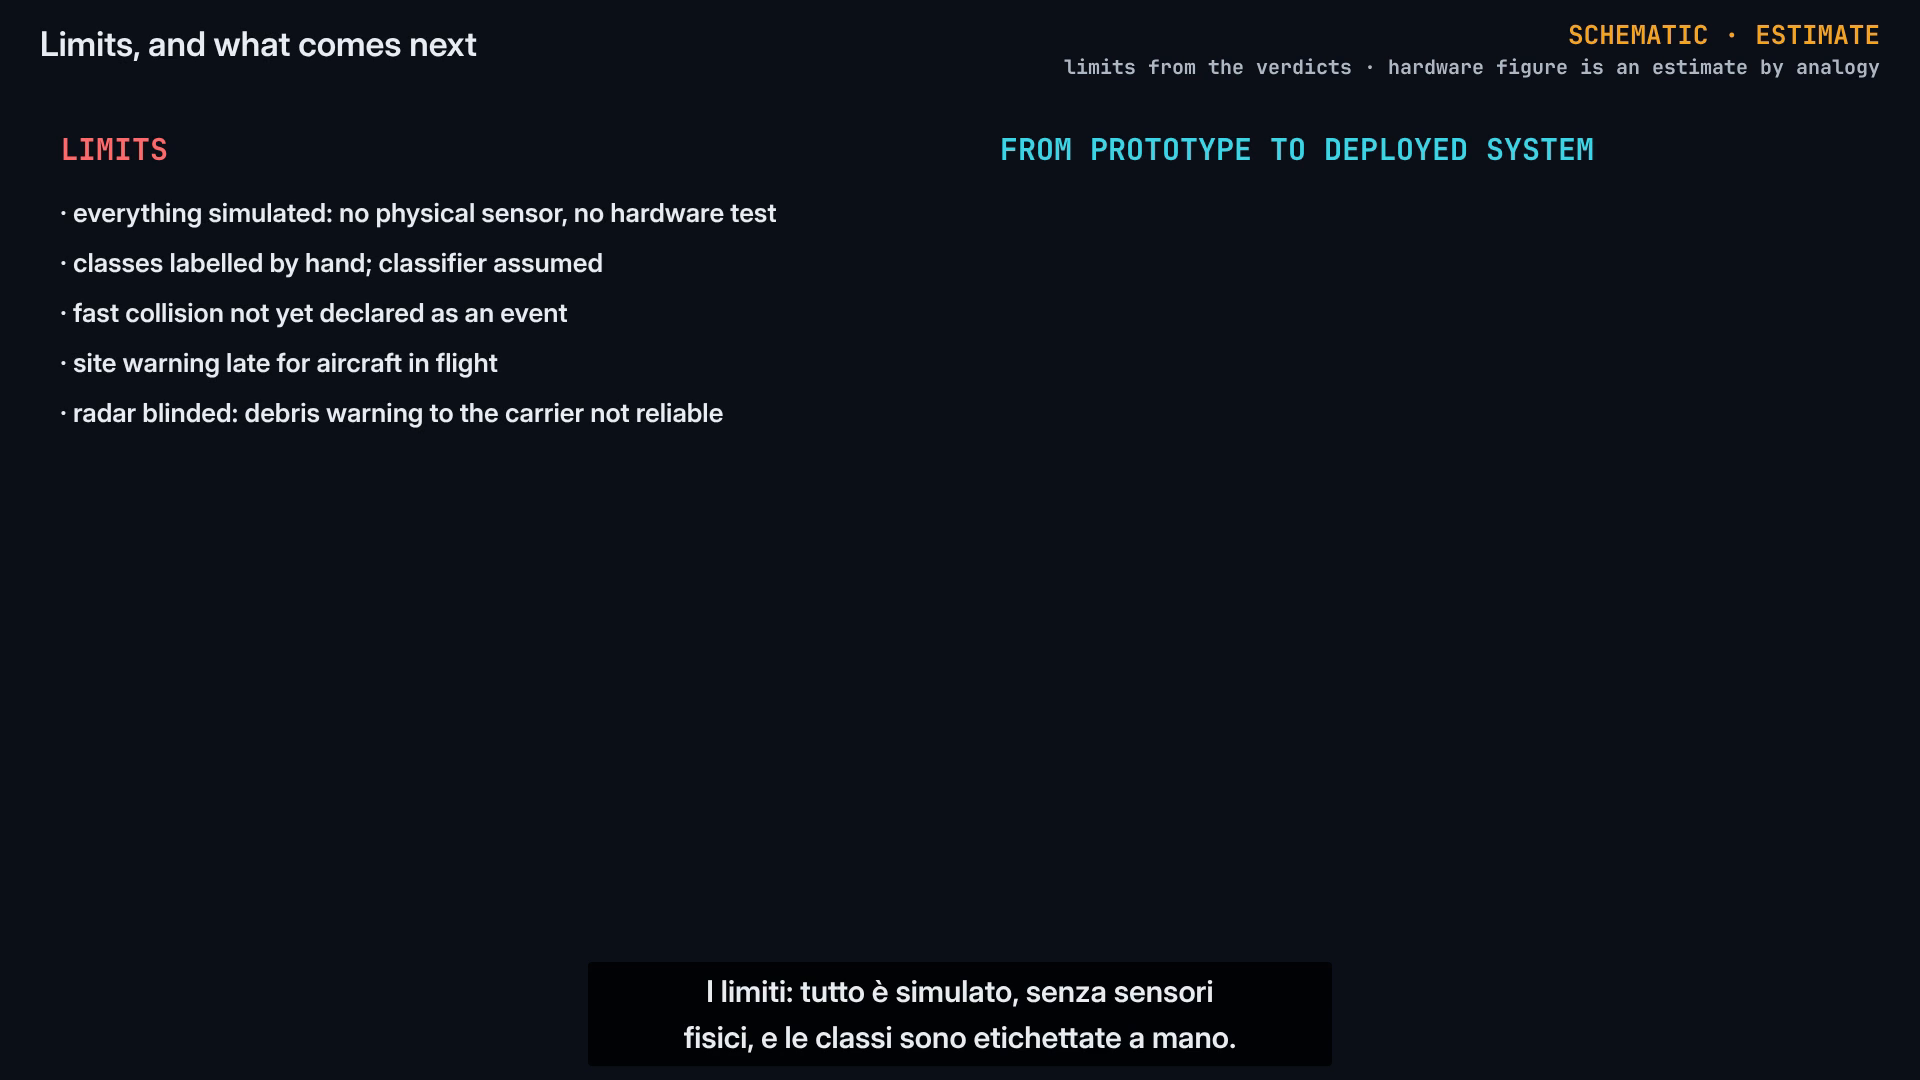 Limits, and what comes next
SCHEMATIC · ESTIMATE
limits from the verdicts · hardware figure is an estimate by analogy
LIMITS
· everything simulated: no physical sensor, no hardware test
· classes labelled by hand; classifier assumed
· fast collision not yet declared as an event
· site warning late for aircraft in flight
· radar blinded: debris warning to the carrier not reliable
FROM PROTOTYPE TO DEPLOYED SYSTEM
I limiti: tutto è simulato, senza sensori
fisici, e le classi sono etichettate a mano.